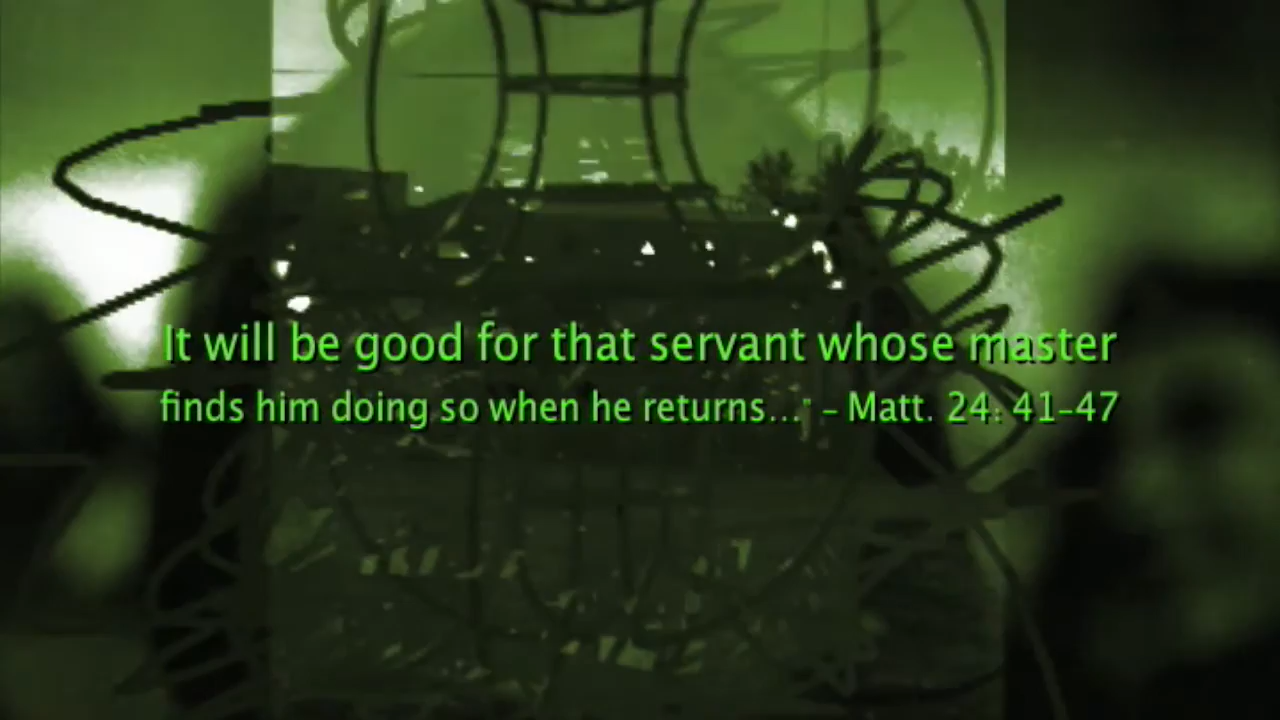 It will be good for that servant whose master
finds him doing so when he returns..." – Matt. 24: 41-47